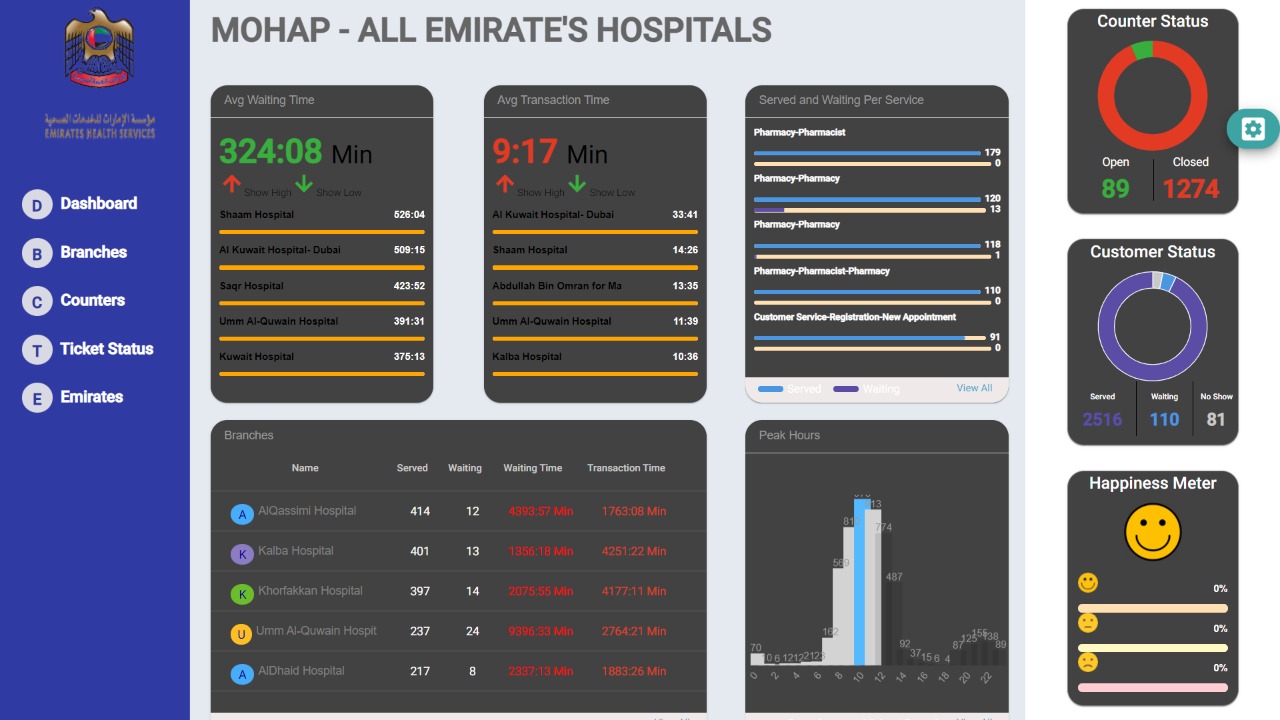 مؤسسة الإمارات للخدمات الصحية
EMIRATES HEALTH SERVICES
D Dashboard
B Branches
C Counters
T Ticket Status
E Emirates
MOHAP - ALL EMIRATE'S HOSPITALS
Avg Waiting Time
324:08 Min
Show High Show Low
Shaam Hospital 526:04
Al Kuwait Hospital- Dubai 509:15
Saqr Hospital 423:52
Umm Al-Quwain Hospital 391:31
Kuwait Hospital 375:13
Avg Transaction Time
9:17 Min
Show High Show Low
Al Kuwait Hospital- Dubai 33:41
Shaam Hospital 14:26
Abdullah Bin Omran for Ma 13:35
Umm Al-Quwain Hospital 11:39
Kalba Hospital 10:36
Served and Waiting Per Service
Pharmacy-Pharmacist
179
0
Pharmacy-Pharmacy
120
13
Pharmacy-Pharmacy
118
1
Pharmacy-Pharmacist-Pharmacy
110
0
Customer Service-Registration-New Appointment
91
0
Served Waiting View All
Branches
Name Served Waiting Waiting Time Transaction Time
A AlQassimi Hospital 414 12 4393:57 Min 1763:08 Min
K Kalba Hospital 401 13 1356:18 Min 4251:22 Min
K Khorfakkan Hospital 397 14 2075:55 Min 4177:11 Min
U Umm Al-Quwain Hospit 237 24 9396:33 Min 2764:21 Min
A AlDhaid Hospital 217 8 2337:13 Min 1883:26 Min
Peak Hours
774
569
487
162
70 0 6 12 12 21 23
92 37 15 6 4 87 125 155 138 89
0 2 4 6 8 10 12 14 16 18 20 22
Counter Status
Open Closed
89 1274
Customer Status
Served Waiting No Show
2516 110 81
Happiness Meter
0%
0%
0%